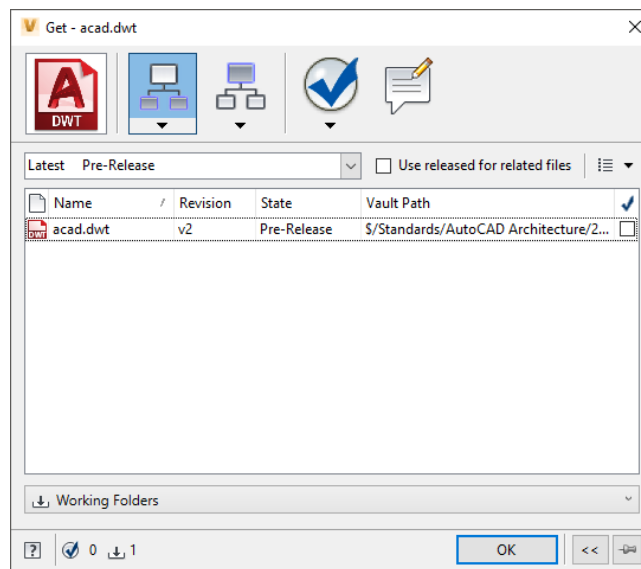 Get - acad.dwt
DWT
Latest Pre-Release
Use released for related files
Name Revision State Vault Path
DWT acad.dwt v2 Pre-Release $/Standards/AutoCAD Architecture/2...
Working Folders
? 0 1 OK <<